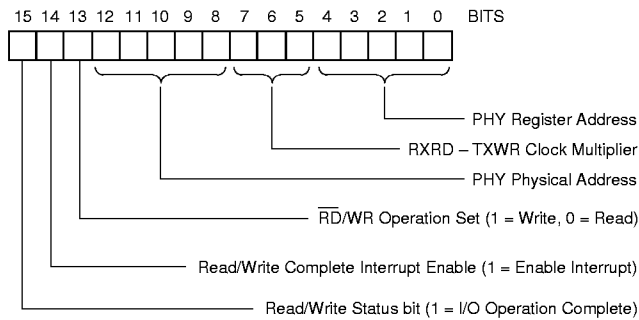 15 14 13 12 11 10 9 8 7 6 5 4 3 2 1 0 BITS
PHY Register Address
RXRD – TXWR Clock Multiplier
PHY Physical Address
R̅D̅/WR Operation Set (1 = Write, 0 = Read)
Read/Write Complete Interrupt Enable (1 = Enable Interrupt)
Read/Write Status bit (1 = I/O Operation Complete)